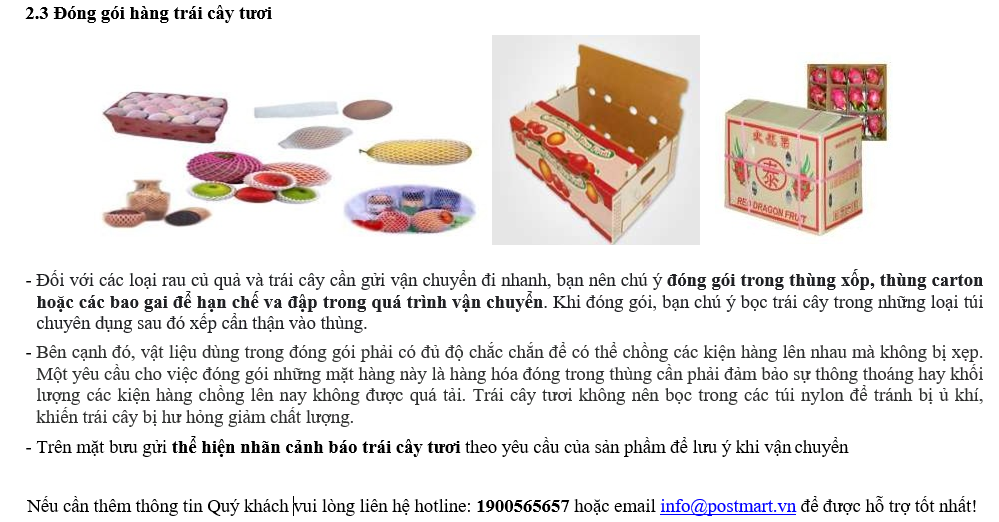 2.3 Đóng gói hàng trái cây tươi
RED DRAGON FRUIT
- Đối với các loại rau củ quả và trái cây cần gửi vận chuyển đi nhanh, bạn nên chú ý đóng gói trong thùng xốp, thùng carton
hoặc các bao gai để hạn chế va đập trong quá trình vận chuyển. Khi đóng gói, bạn chú ý bọc trái cây trong những loại túi
chuyên dụng sau đó xếp cẩn thận vào thùng.
- Bên cạnh đó, vật liệu dùng trong đóng gói phải có đủ độ chắc chắn để có thể chồng các kiện hàng lên nhau mà không bị xẹp.
Một yêu cầu cho việc đóng gói những mặt hàng này là hàng hóa đóng trong thùng cần phải đảm bảo sự thông thoáng hay khối
lượng các kiện hàng chồng lên nay không được quá tải. Trái cây tươi không nên bọc trong các túi nylon để tránh bị ủ khí,
khiến trái cây bị hư hỏng giảm chất lượng.
- Trên mặt bưu gửi thể hiện nhãn cảnh báo trái cây tươi theo yêu cầu của sản phẩm để lưu ý khi vận chuyển
Nếu cần thêm thông tin Quý khách vui lòng liên hệ hotline: 1900565657 hoặc email info@postmart.vn để được hỗ trợ tốt nhất!